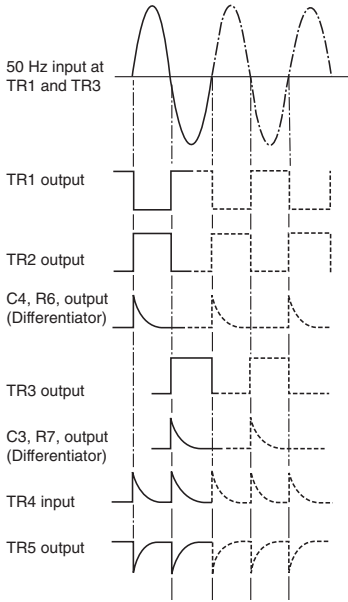 50 Hz input at
TR1 and TR3
TR1 output
TR2 output
C4, R6, output
(Differentiator)
TR3 output
C3, R7, output
(Differentiator)
TR4 input
TR5 output